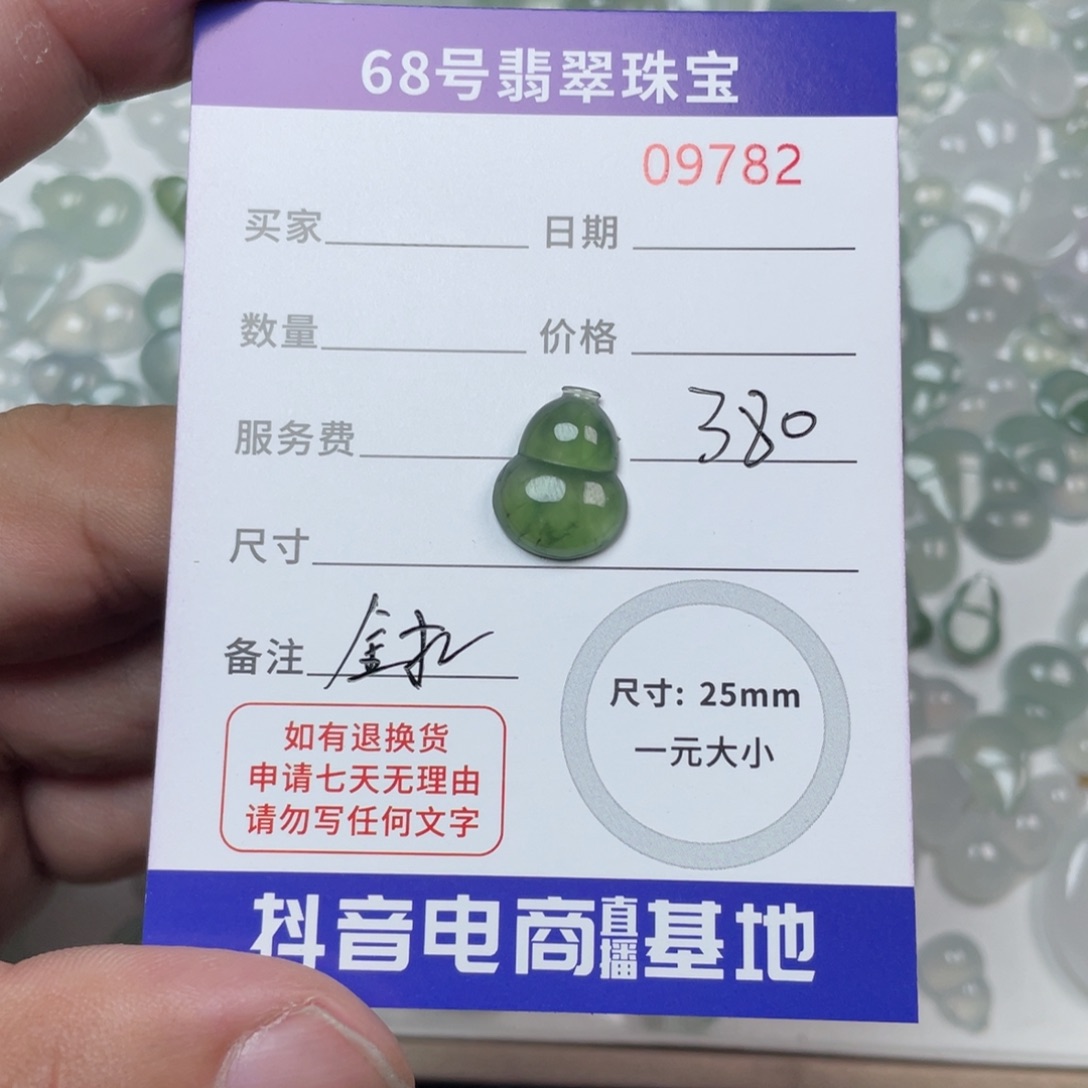 68号翡翠珠宝
09782
买家 日期
数量 价格
服务费 380
尺寸
备注 金扣
尺寸: 25mm
一元大小
如有退换货
申请七天无理由
请勿写任何文字
抖音电商直播基地